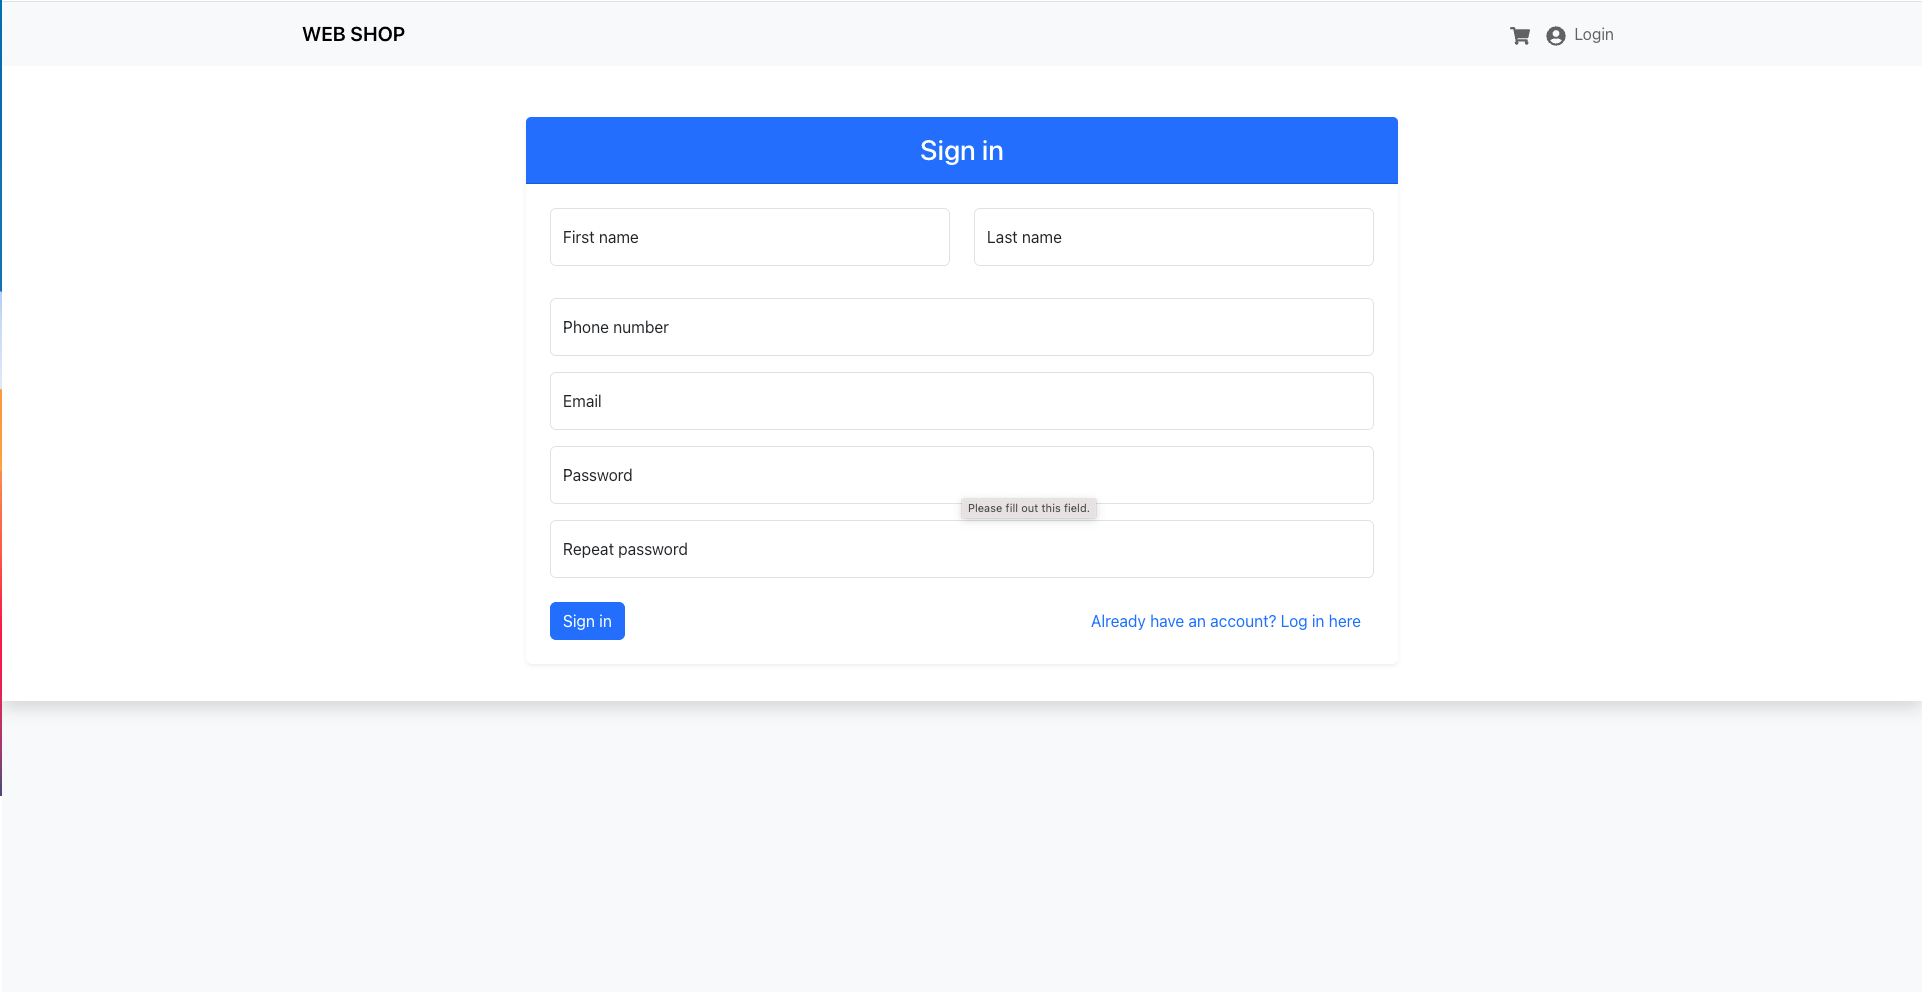 WEB SHOP
Login
Sign in
First name
Last name
Phone number
Email
Password
Please fill out this field.
Repeat password
Sign in
Already have an account? Log in here